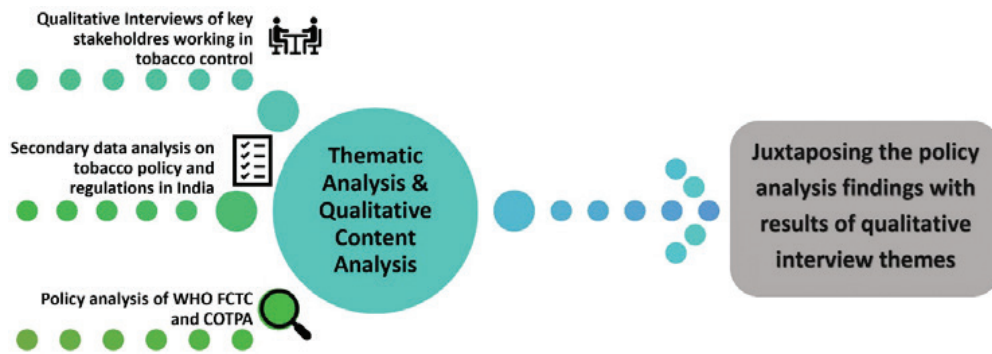 Qualitative Interviews of key
stakeholdres working in
tobacco control
Secondary data analysis on
tobacco policy and
regulations in India
Policy analysis of WHO FCTC
and COTPA
Thematic
Analysis &
Qualitative
Content
Analysis
Juxtaposing the policy
analysis findings with
results of qualitative
interview themes